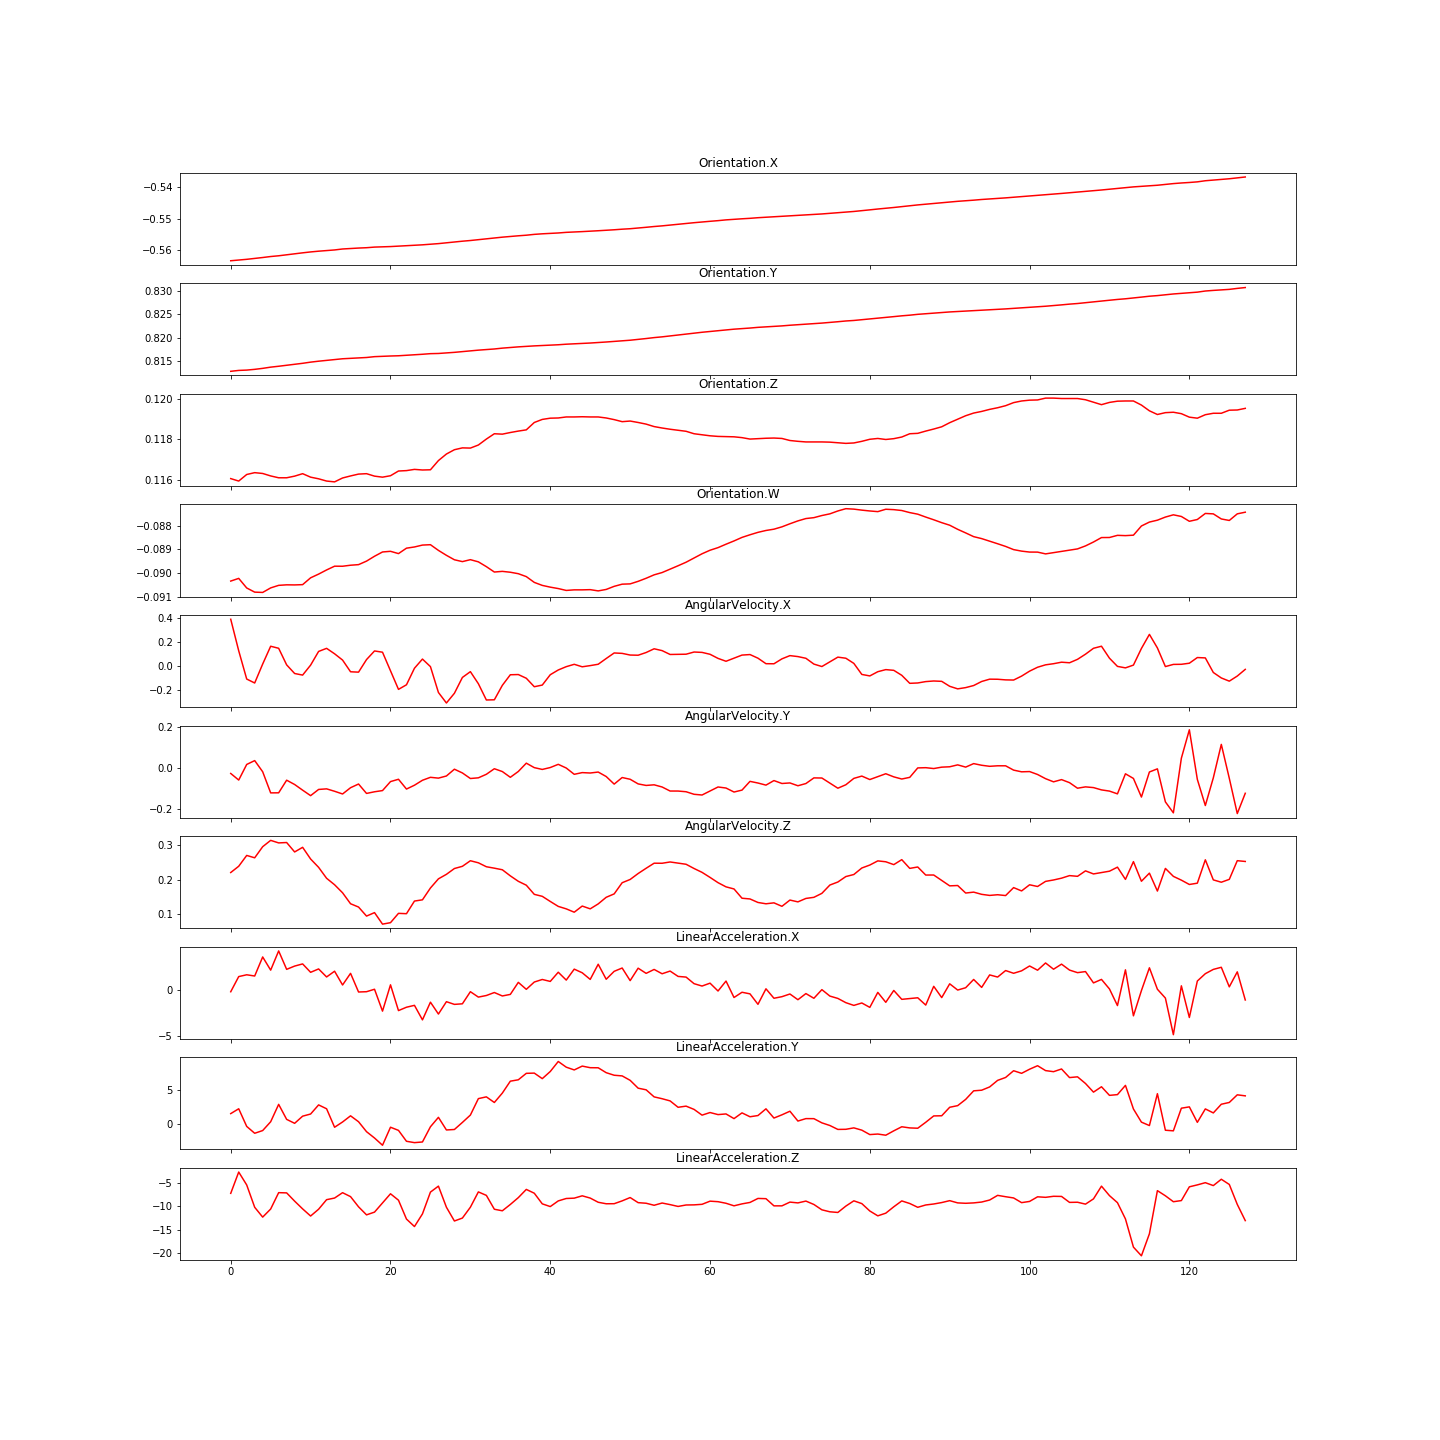 Orientation.X
−0.54
−0.55
−0.56
Orientation.Y
0.830
0.825
0.820
0.815
Orientation.Z
0.120
0.118
0.116
Orientation.W
−0.088
−0.089
−0.090
−0.091
AngularVelocity.X
0.4
0.2
0.0
−0.2
AngularVelocity.Y
0.2
0.0
−0.2
AngularVelocity.Z
0.3
0.2
0.1
LinearAcceleration.X
0
−5
LinearAcceleration.Y
5
0
LinearAcceleration.Z
−5
−10
−15
−20
0 20 40 60 80 100 120